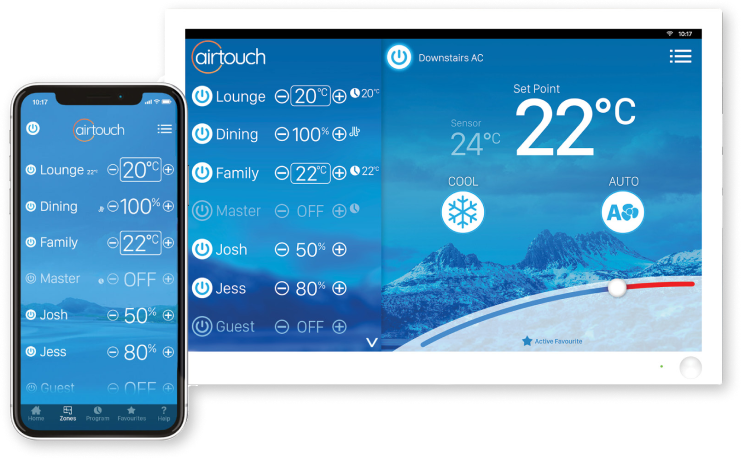 10:17
airtouch
Lounge 20°C 20°C
Dining 100%
Family 22°C 22°C
Master OFF
Josh 50%
Jess 80%
Guest OFF
Downstairs AC
Set Point
22°C
Sensor
24°C
COOL
AUTO
A
Active Favourite
10:17
airtouch
Lounge 22° 20°C
Dining 100%
Family 22°C
Master OFF
Josh 50%
Jess 80%
Guest OFF
Home Zones Program Favourites Help